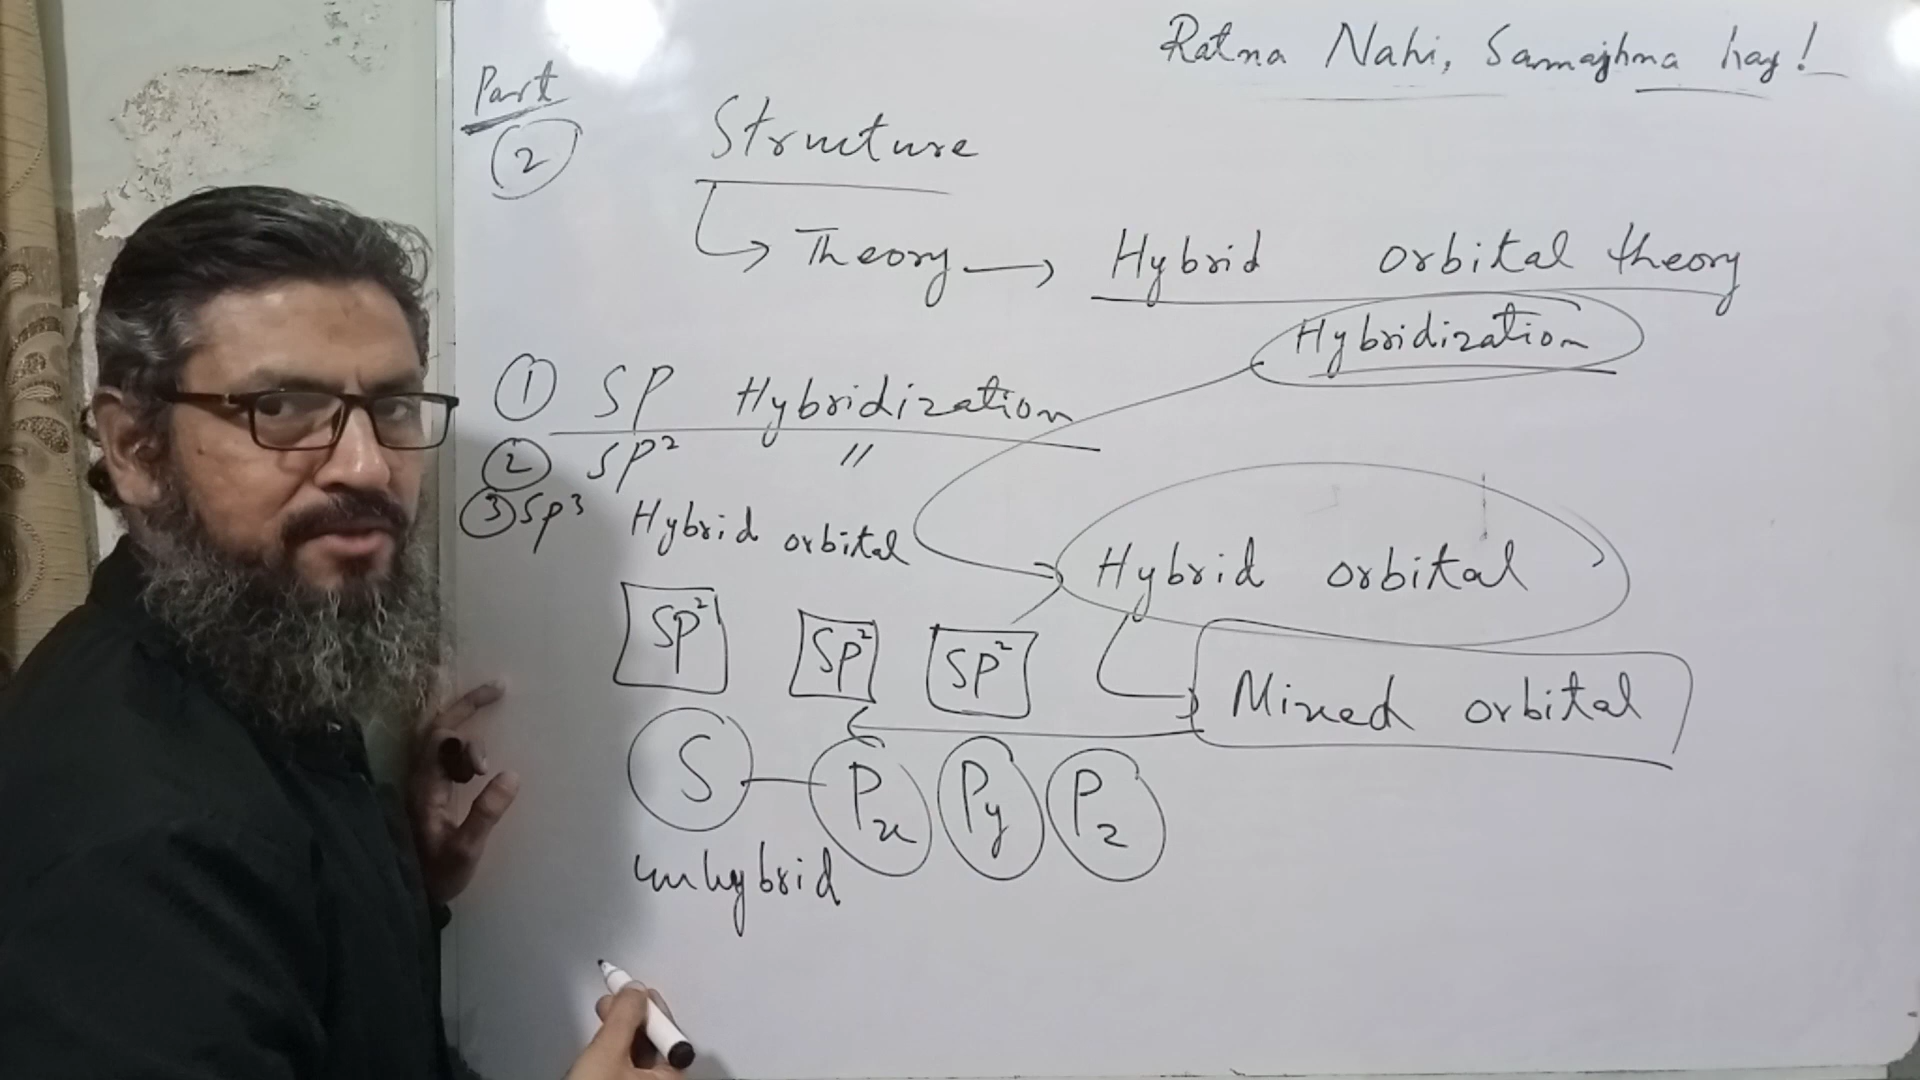 Ratna Nahi, Samajhna hay!
Part
2
Structure
Theory → Hybrid orbital theory
Hybridization
1 SP Hybridization
2 SP² "
3 SP³
Hybrid orbital
Hybrid orbital
SP² SP² SP²
Mixed orbital
S Px Py Pz
unhybrid